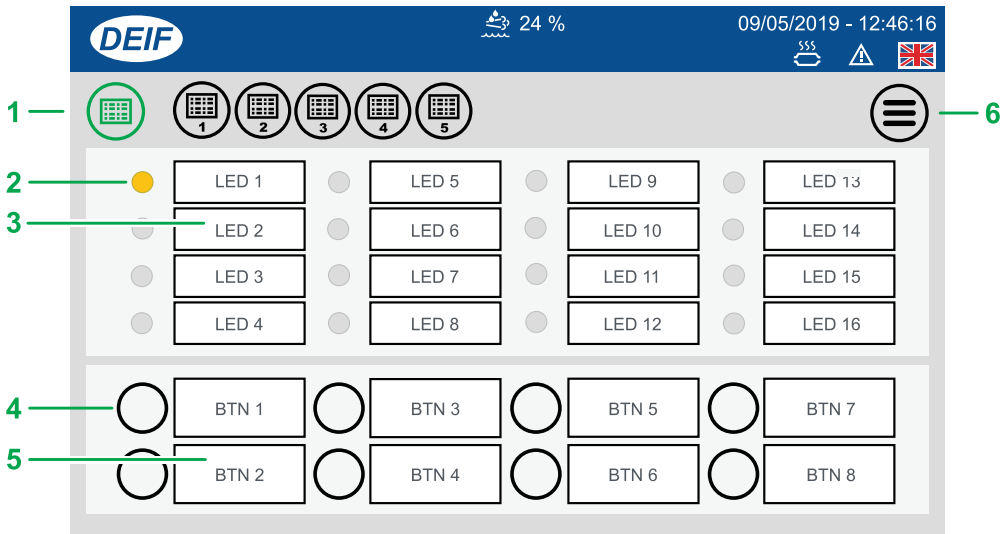 DEIF 24 % 09/05/2019 - 12:46:16
1 1 2 3 4 5 6
2 LED 1 LED 5 LED 9 LED 13
3 LED 2 LED 6 LED 10 LED 14
LED 3 LED 7 LED 11 LED 15
LED 4 LED 8 LED 12 LED 16
4 BTN 1 BTN 3 BTN 5 BTN 7
5 BTN 2 BTN 4 BTN 6 BTN 8